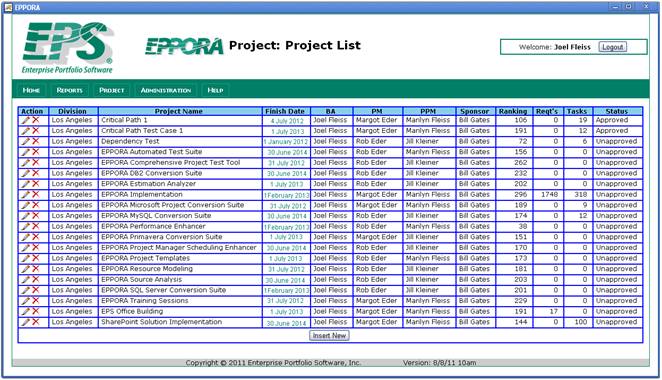 EPPORA
EPS®
Enterprise Portfolio Software
EPPORA Project: Project List
Welcome: Joel Fleiss Logout
Home Reports Project Administration Help
Action Division Project Name Finish Date BA PM PPM Sponsor Ranking Reqt's Tasks Status
Los Angeles Critical Path 1 4 July 2012 Joel Fleiss Margot Eder Marilyn Fleiss Bill Gates 106 0 19 Approved
Los Angeles Critical Path Test Case 1 1 July 2013 Joel Fleiss Margot Eder Marilyn Fleiss Bill Gates 191 0 12 Approved
Los Angeles Dependency Test 1 January 2012 Joel Fleiss Rob Eder Jill Kleiner Bill Gates 72 0 6 Unapproved
Los Angeles EPPORA Automated Test Suite 30 June 2014 Joel Fleiss Rob Eder Marilyn Fleiss Bill Gates 156 0 0 Unapproved
Los Angeles EPPORA Comprehensive Project Test Tool 31 July 2012 Joel Fleiss Rob Eder Jill Kleiner Bill Gates 262 0 0 Unapproved
Los Angeles EPPORA DB2 Conversion Suite 30 June 2014 Joel Fleiss Rob Eder Jill Kleiner Bill Gates 232 0 0 Unapproved
Los Angeles EPPORA Estimation Analyzer 1 July 2013 Joel Fleiss Rob Eder Jill Kleiner Bill Gates 202 0 0 Unapproved
Los Angeles EPPORA Implementation 1 February 2013 Joel Fleiss Margot Eder Marilyn Fleiss Bill Gates 296 1748 318 Unapproved
Los Angeles EPPORA Microsoft Project Conversion Suite 31 July 2012 Joel Fleiss Margot Eder Jill Kleiner Bill Gates 189 0 9 Unapproved
Los Angeles EPPORA MySQL Conversion Suite 30 June 2014 Joel Fleiss Rob Eder Jill Kleiner Bill Gates 174 0 12 Unapproved
Los Angeles EPPORA Performance Enhancer 1 July 2013 Joel Fleiss Rob Eder Marilyn Fleiss Bill Gates 38 0 0 Unapproved
Los Angeles EPPORA Primavera Conversion Suite 1 July 2013 Joel Fleiss Margot Eder Jill Kleiner Bill Gates 151 0 0 Unapproved
Los Angeles EPPORA Project Manager Scheduling Enhancer 30 June 2014 Joel Fleiss Rob Eder Jill Kleiner Bill Gates 170 0 0 Unapproved
Los Angeles EPPORA Project Templates 1 July 2013 Joel Fleiss Rob Eder Marilyn Fleiss Bill Gates 173 0 0 Unapproved
Los Angeles EPPORA Resource Modeling 31 July 2012 Joel Fleiss Rob Eder Jill Kleiner Bill Gates 181 0 0 Unapproved
Los Angeles EPPORA Source Analysis 30 June 2014 Joel Fleiss Rob Eder Jill Kleiner Bill Gates 203 0 0 Unapproved
Los Angeles EPPORA SQL Server Conversion Suite 1 February 2013 Joel Fleiss Margot Eder Jill Kleiner Bill Gates 201 0 0 Unapproved
Los Angeles EPPORA Training Sessions 31 July 2012 Joel Fleiss Margot Eder Marilyn Fleiss Bill Gates 229 0 0 Unapproved
Los Angeles EPS Office Building 1 July 2013 Joel Fleiss Margot Eder Marilyn Fleiss Bill Gates 191 17 0 Unapproved
Los Angeles SharePoint Solution Implementation 30 June 2014 Joel Fleiss Margot Eder Marilyn Fleiss Bill Gates 144 0 100 Unapproved
Insert New
Copyright © 2011 Enterprise Portfolio Software, Inc. Version: 8/8/11 10am